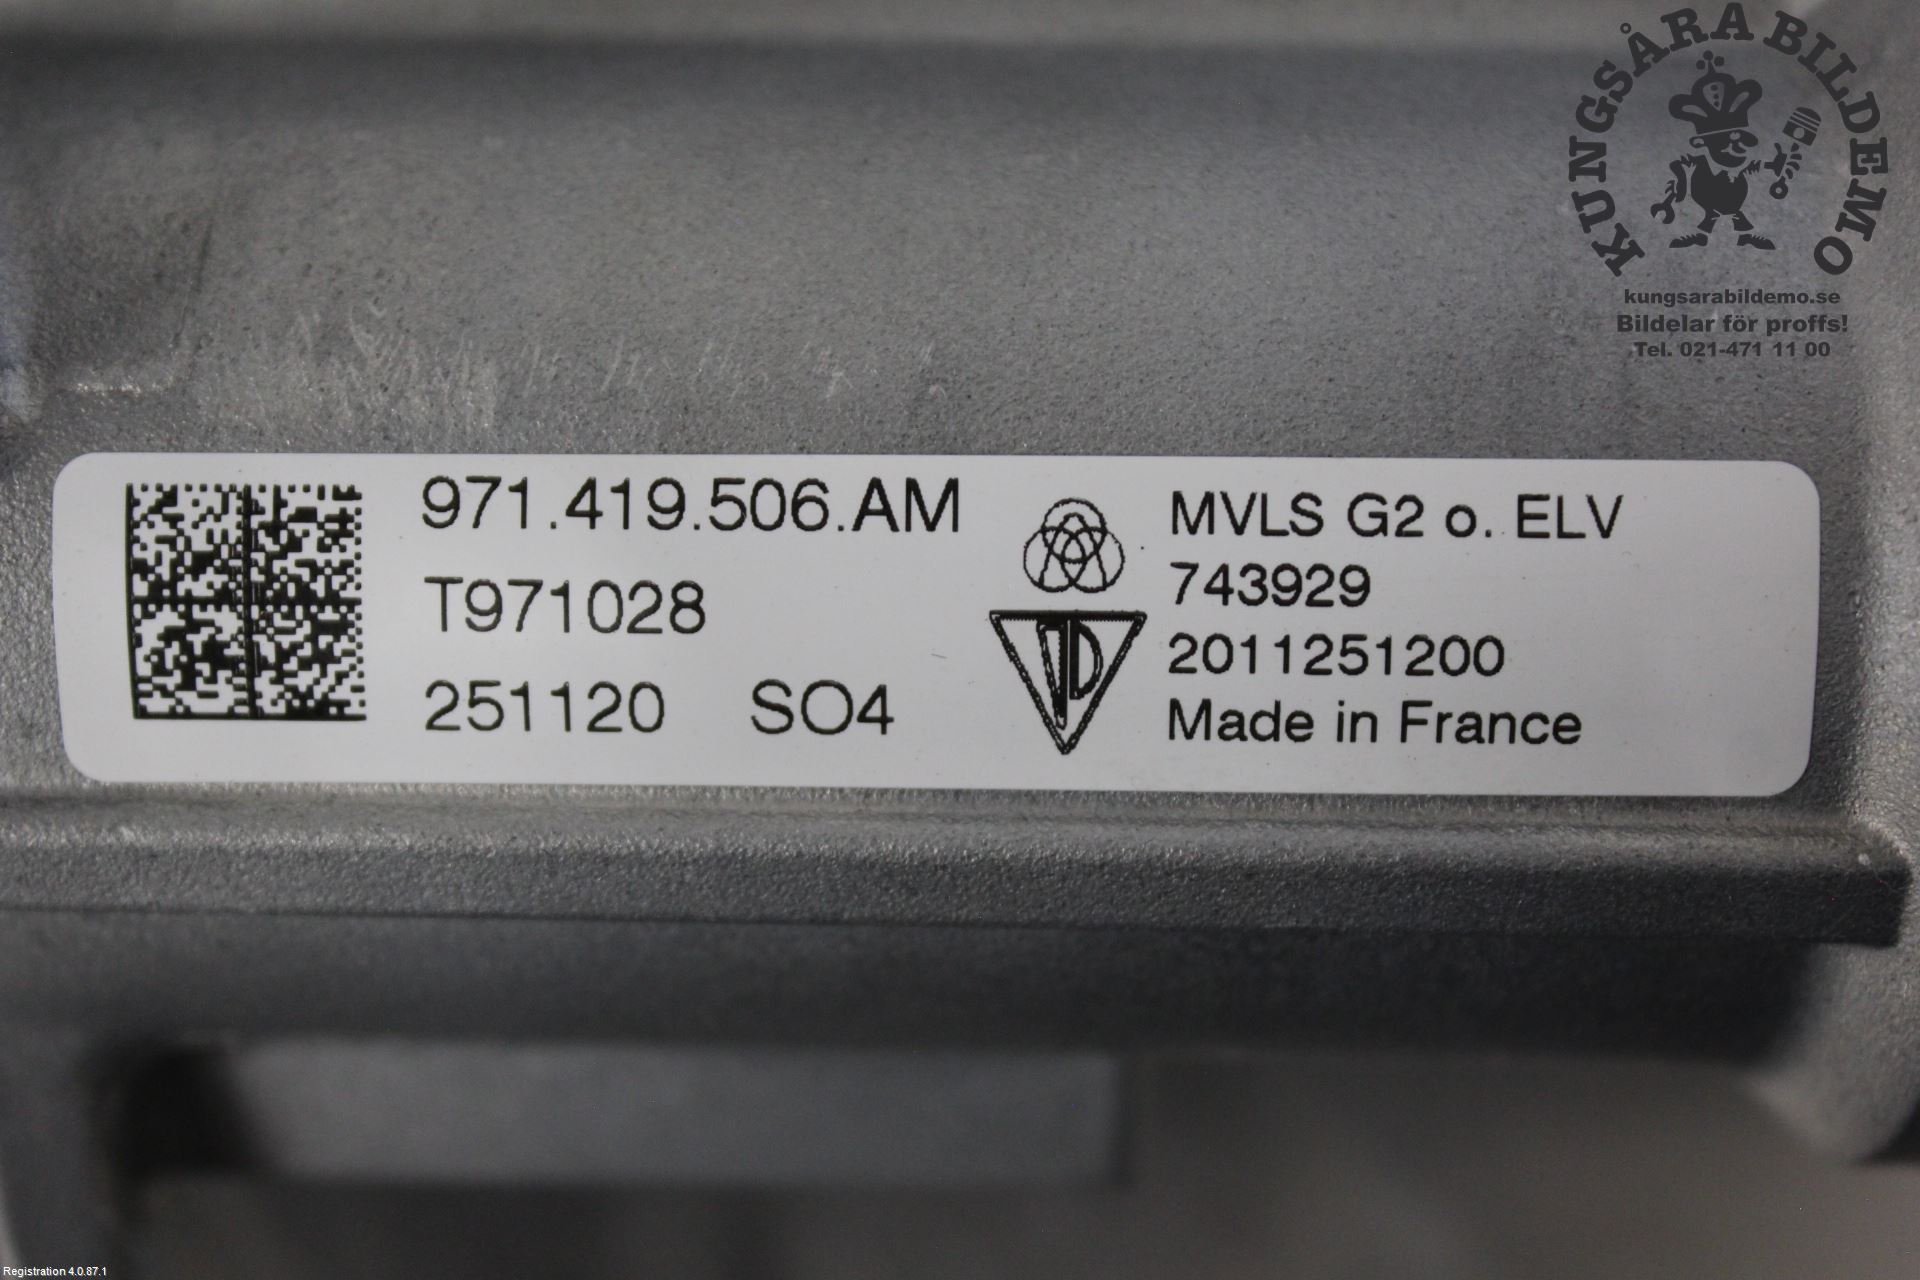 KUNGSÅRA BILDEMO
kungsarabildemo.se
Bildelar för proffs!
Tel. 021-471 11 00
971.419.506.AM
T971028
251120 SO4
MVLS G2 o. ELV
743929
2011251200
Made in France
Registration 4.0.87.1